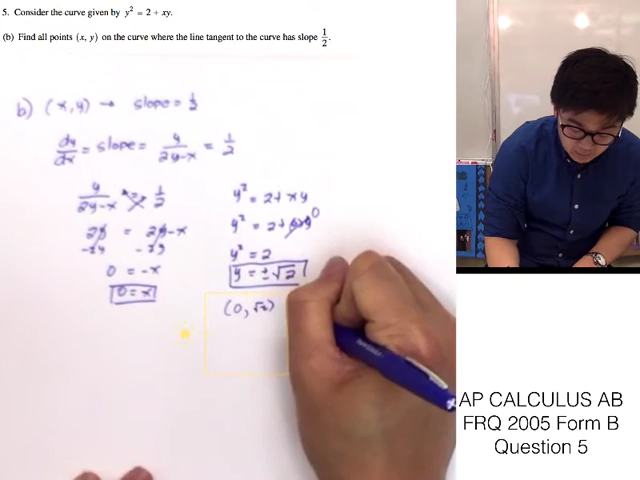 5. Consider the curve given by y² = 2 + xy.
(b) Find all points (x, y) on the curve where the line tangent to the curve has slope 1/2.
b) (x,y) → slope = 1/2
dy/dx = slope = y/(2y-x) = 1/2
y/(2y-x) = 1/2
2y = 2y-x
-2y -2y
0 = -x
0 = x
y² = 2+xy
y² = 2+(0)y 0
y² = 2
y = ±√2
(0, √2)
AP CALCULUS AB
FRQ 2005 Form B
Question 5